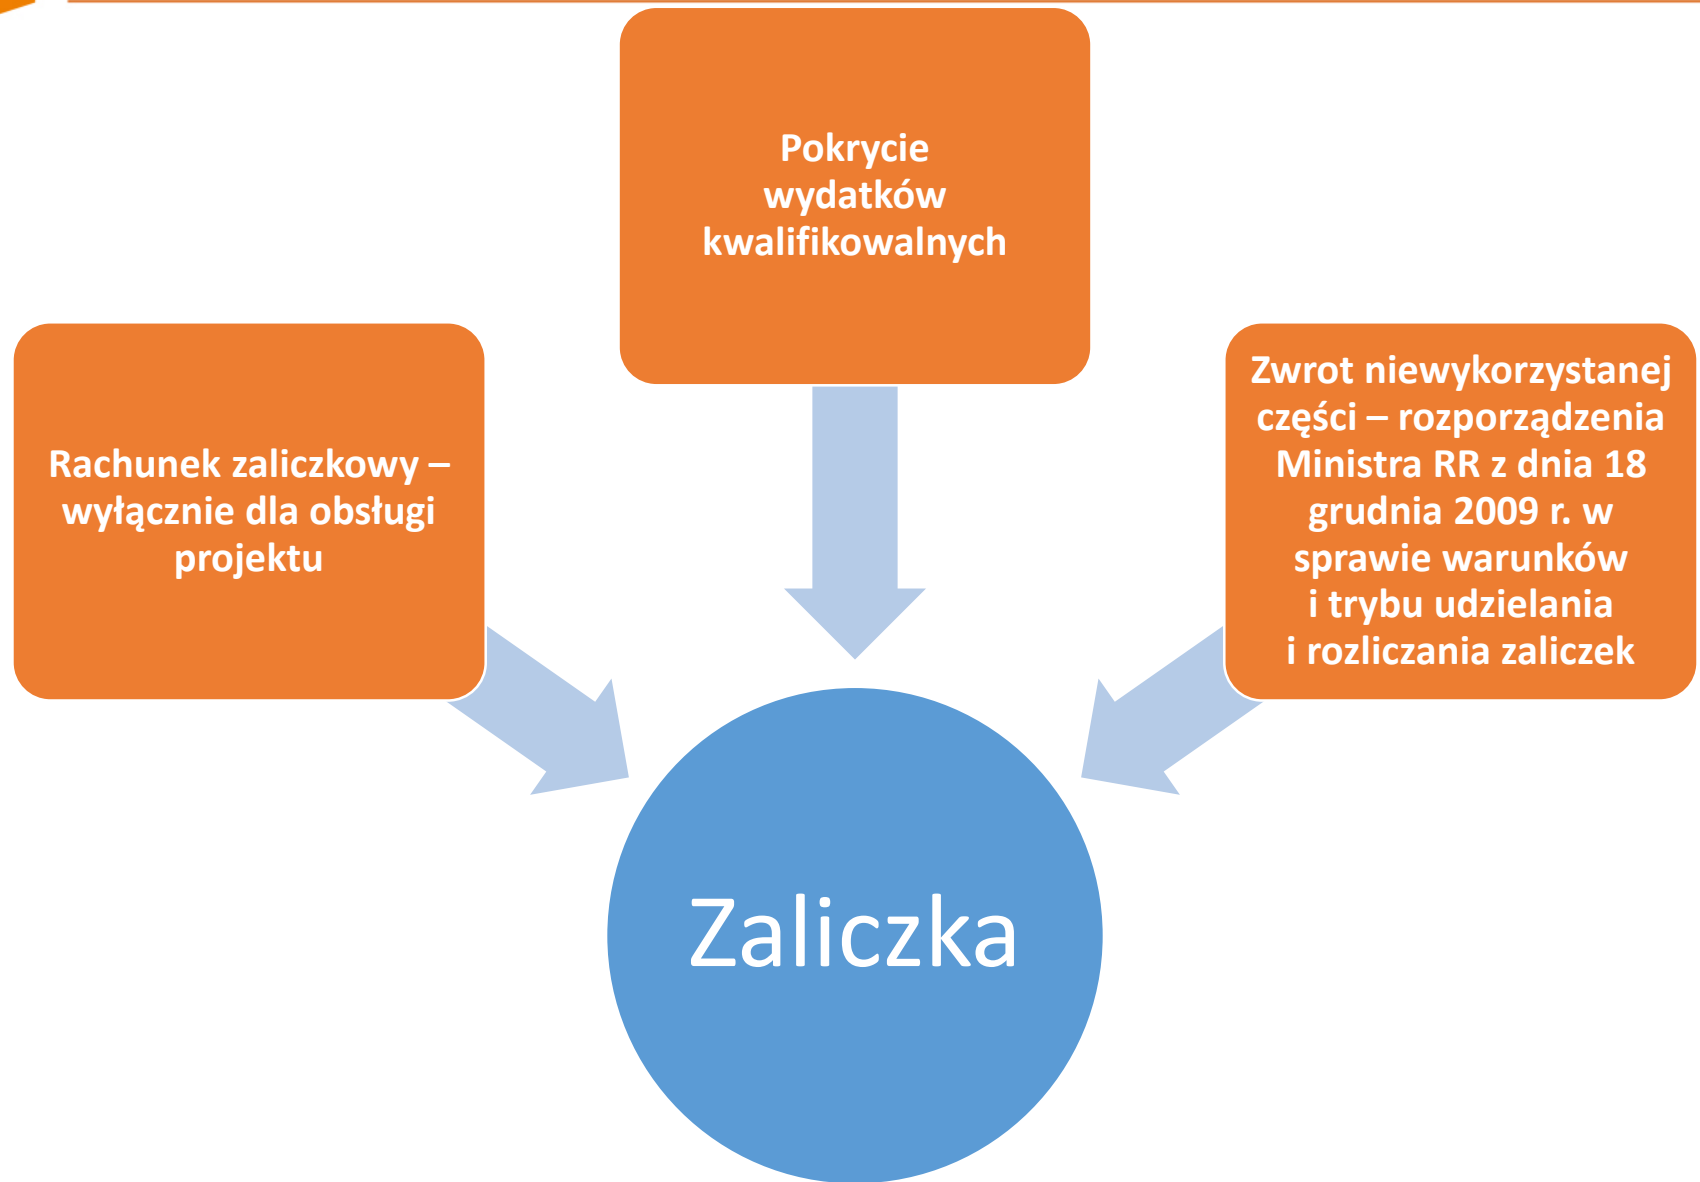 Pokrycie
wydatków
kwalifikowalnych
Rachunek zaliczkowy –
wyłącznie dla obsługi
projektu
Zwrot niewykorzystanej
części – rozporządzenia
Ministra RR z dnia 18
grudnia 2009 r. w
sprawie warunków
i trybu udzielania
i rozliczania zaliczek
Zaliczka